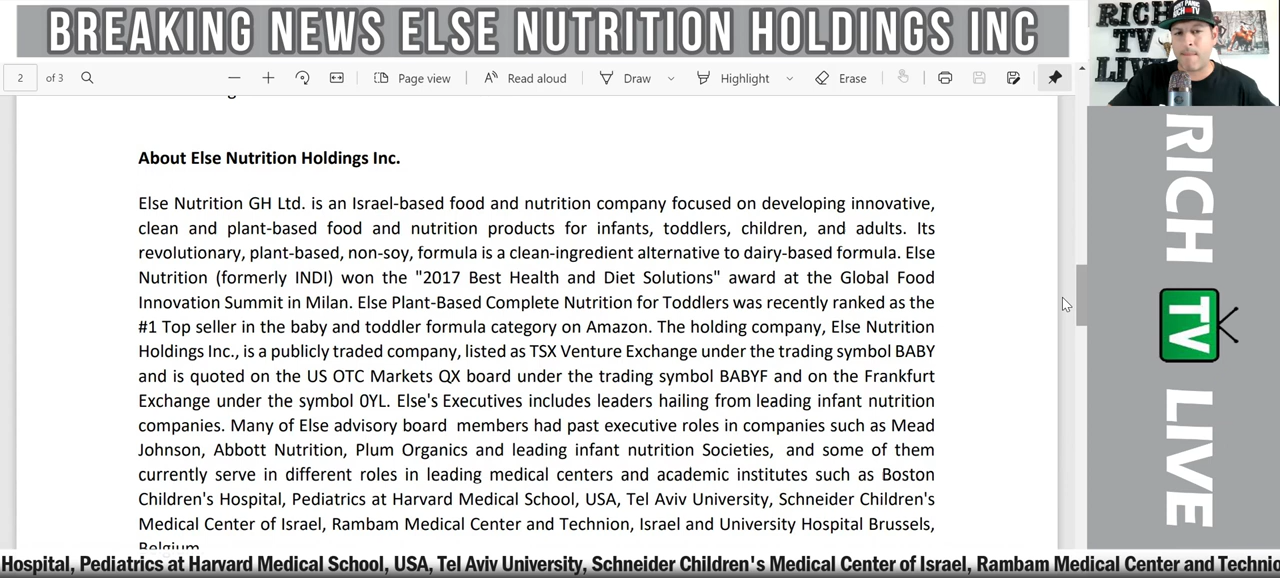 BREAKING NEWS ELSE NUTRITION HOLDINGS INC
RICH
TV
LIVE
2 of 3 Page view Read aloud Draw Highlight Erase
About Else Nutrition Holdings Inc.
Else Nutrition GH Ltd. is an Israel-based food and nutrition company focused on developing innovative,
clean and plant-based food and nutrition products for infants, toddlers, children, and adults. Its
revolutionary, plant-based, non-soy, formula is a clean-ingredient alternative to dairy-based formula. Else
Nutrition (formerly INDI) won the "2017 Best Health and Diet Solutions" award at the Global Food
Innovation Summit in Milan. Else Plant-Based Complete Nutrition for Toddlers was recently ranked as the
#1 Top seller in the baby and toddler formula category on Amazon. The holding company, Else Nutrition
Holdings Inc., is a publicly traded company, listed as TSX Venture Exchange under the trading symbol BABY
and is quoted on the US OTC Markets QX board under the trading symbol BABYF and on the Frankfurt
Exchange under the symbol 0YL. Else's Executives includes leaders hailing from leading infant nutrition
companies. Many of Else advisory board members had past executive roles in companies such as Mead
Johnson, Abbott Nutrition, Plum Organics and leading infant nutrition Societies, and some of them
currently serve in different roles in leading medical centers and academic institutes such as Boston
Children's Hospital, Pediatrics at Harvard Medical School, USA, Tel Aviv University, Schneider Children's
Medical Center of Israel, Rambam Medical Center and Technion, Israel and University Hospital Brussels,
Belgium
RICH
TV
LIVE
Hospital, Pediatrics at Harvard Medical School, USA, Tel Aviv University, Schneider Children's Medical Center of Israel, Rambam Medical Center and Technic